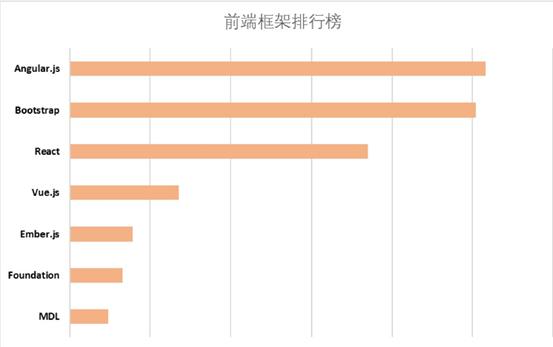 前端框架排行榜
Angular.js
Bootstrap
React
Vue.js
Ember.js
Foundation
MDL